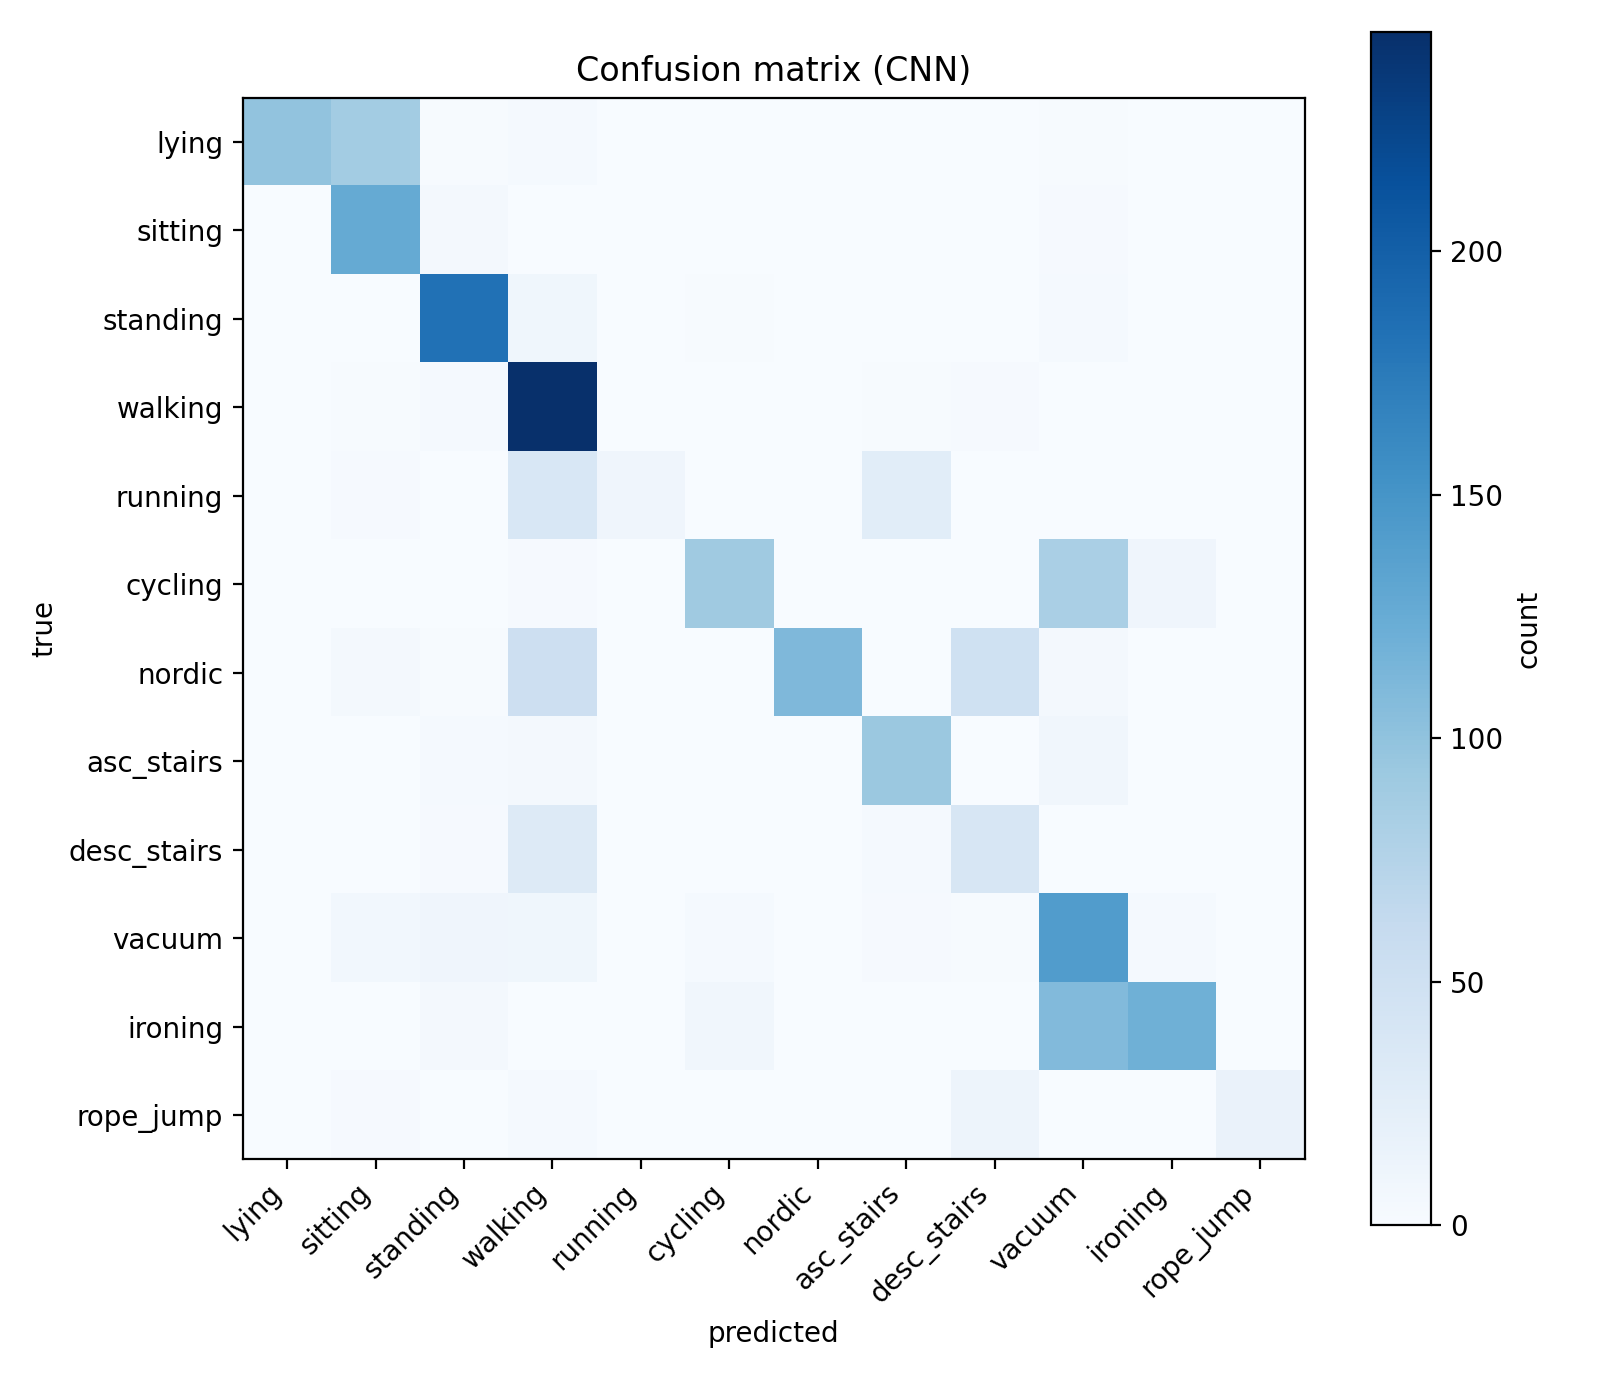 Confusion matrix (CNN)
lying
sitting
standing
walking
running
cycling
nordic
asc_stairs
desc_stairs
vacuum
ironing
rope_jump
true
lying
sitting
standing
walking
running
cycling
nordic
asc_stairs
desc_stairs
vacuum
ironing
rope_jump
predicted
200
150
100
50
0
count